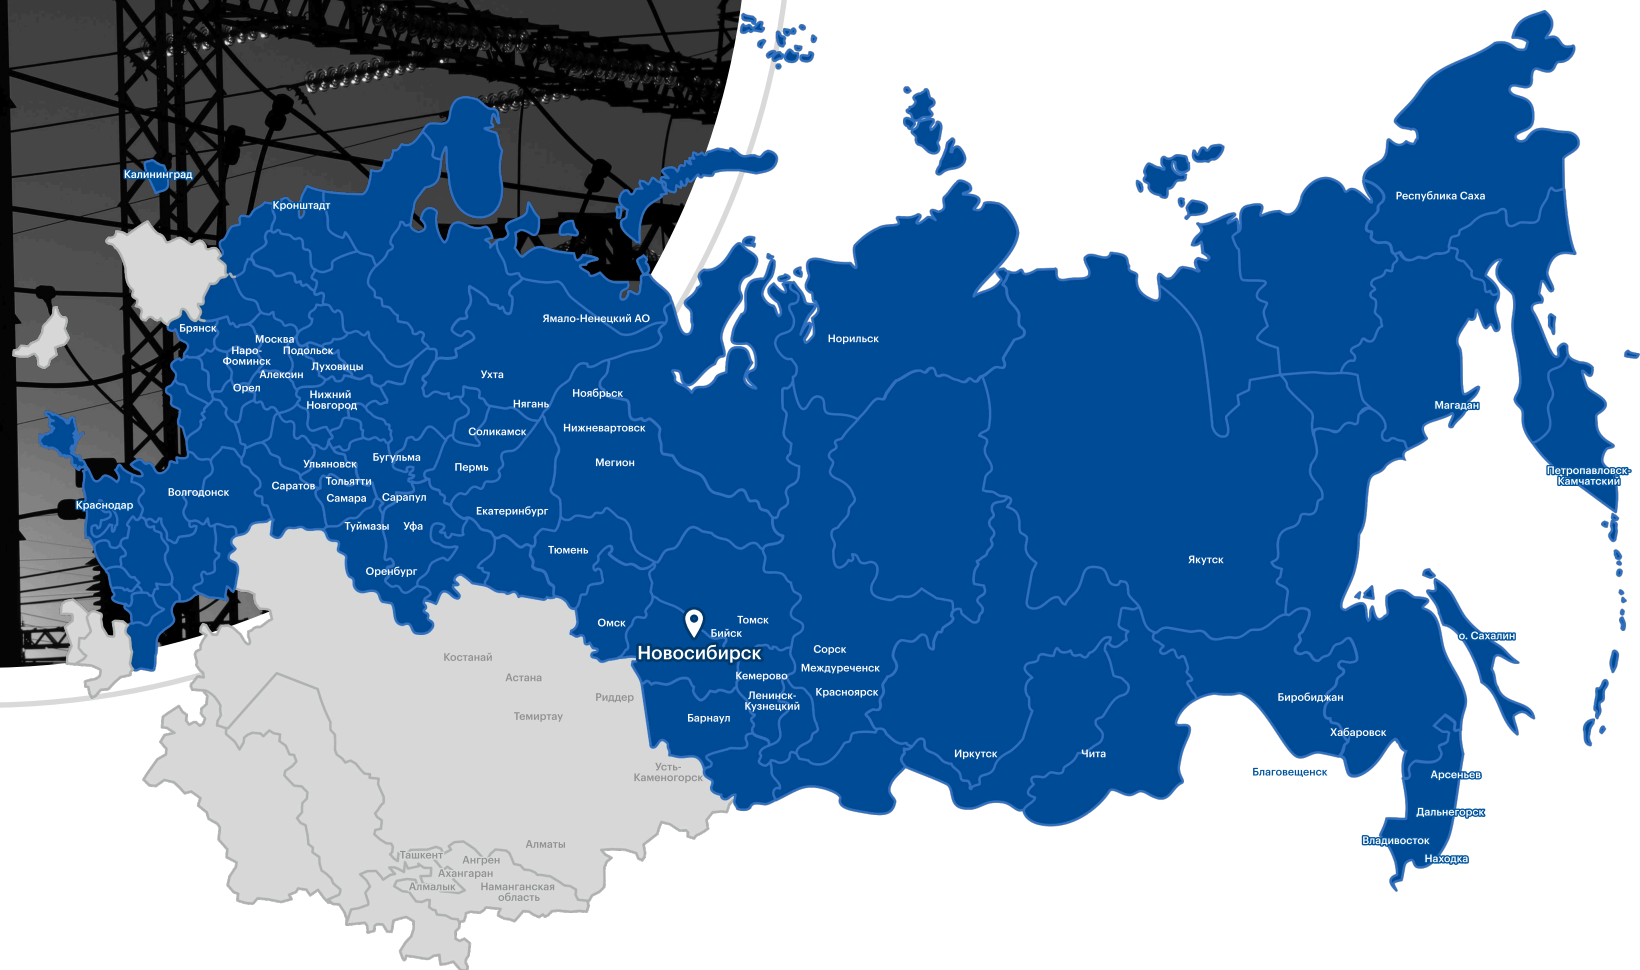 Калининград
Кронштадт
Республика Саха
Ямало-Ненецкий АО
Брянск
Москва
Норильск
Наро-
Фоминск
Подольск
Луховицы
Алексин
Ухта
Орел
Нижний
Новгород
Ноябрьск
Нягань
Магадан
Соликамск
Нижневартовск
Ульяновск
Бугульма
Пермь
Мегион
Петропавловск-
Камчатский
Саратов
Тольятти
Волгодонск
Самара
Сарапул
Краснодар
Екатеринбург
Туймазы
Уфа
Тюмень
Якутск
Оренбург
Омск
Томск
Бийск
о. Сахалин
Новосибирск
Сорск
Костанай
Междуреченск
Астана
Кемерово
Риддер
Ленинск-
Кузнецкий
Красноярск
Биробиджан
Темиртау
Барнаул
Хабаровск
Иркутск
Чита
Усть-
Каменогорск
Благовещенск
Арсеньев
Дальнегорск
Алматы
Владивосток
Ташкент
Ангрен
Находка
Ахангаран
Алмалык
Наманганская
область